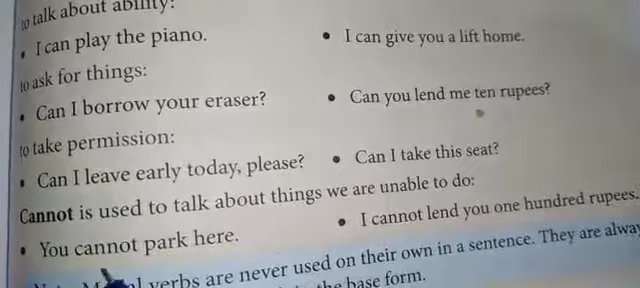 to talk about ability:
• I can play the piano. • I can give you a lift home.
to ask for things:
• Can I borrow your eraser? • Can you lend me ten rupees?
to take permission:
• Can I leave early today, please? • Can I take this seat?
Cannot is used to talk about things we are unable to do:
• You cannot park here. • I cannot lend you one hundred rupees.
verbs are never used on their own in a sentence. They are
the base form.